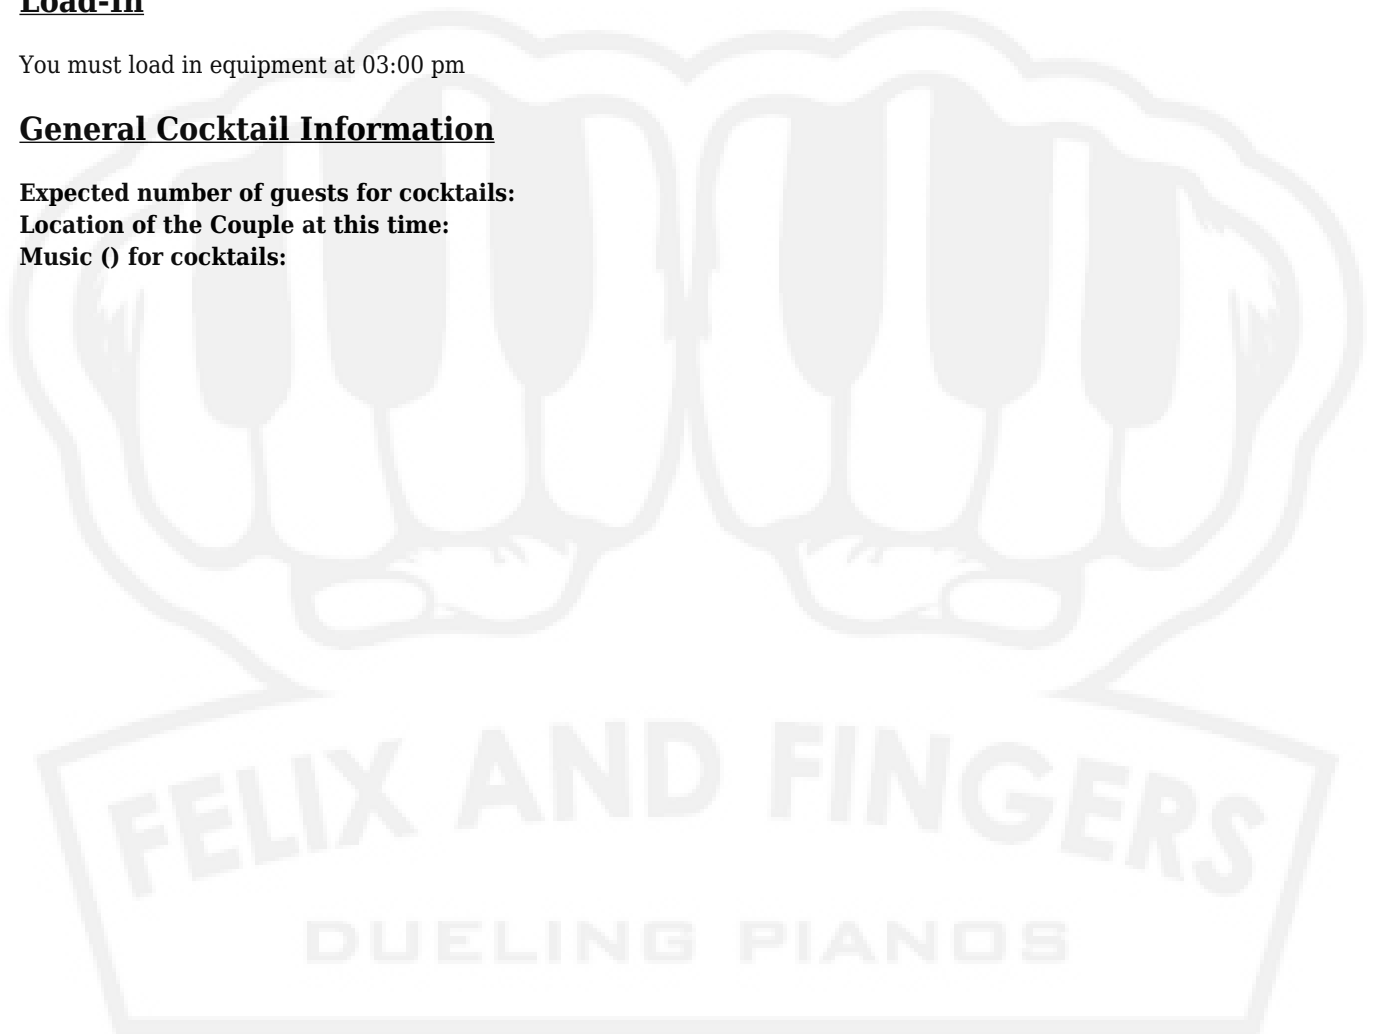 Load-In
You must load in equipment at 03:00 pm
General Cocktail Information
Expected number of guests for cocktails:
Location of the Couple at this time:
Music () for cocktails:
FELIX AND FINGERS
DUELING PIANOS